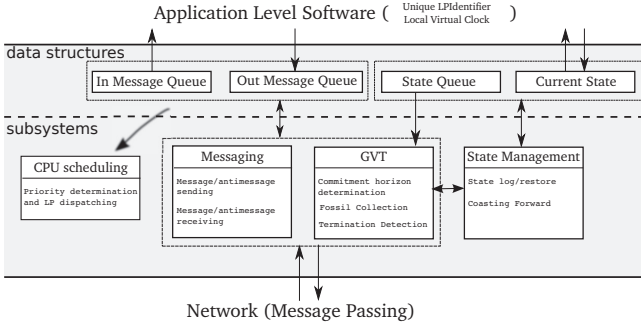 Application Level Software ( Unique LPIdentifier )
Local Virtual Clock
data structures
In Message Queue
Out Message Queue
State Queue
Current State
subsystems
CPU scheduling
Priority determination
and LP dispatching
Messaging
Message/antimessage
sending
Message/antimessage
receiving
GVT
Commitment horizon
determination
Fossil Collection
Termination Detection
State Management
State log/restore
Coasting Forward
Network (Message Passing)